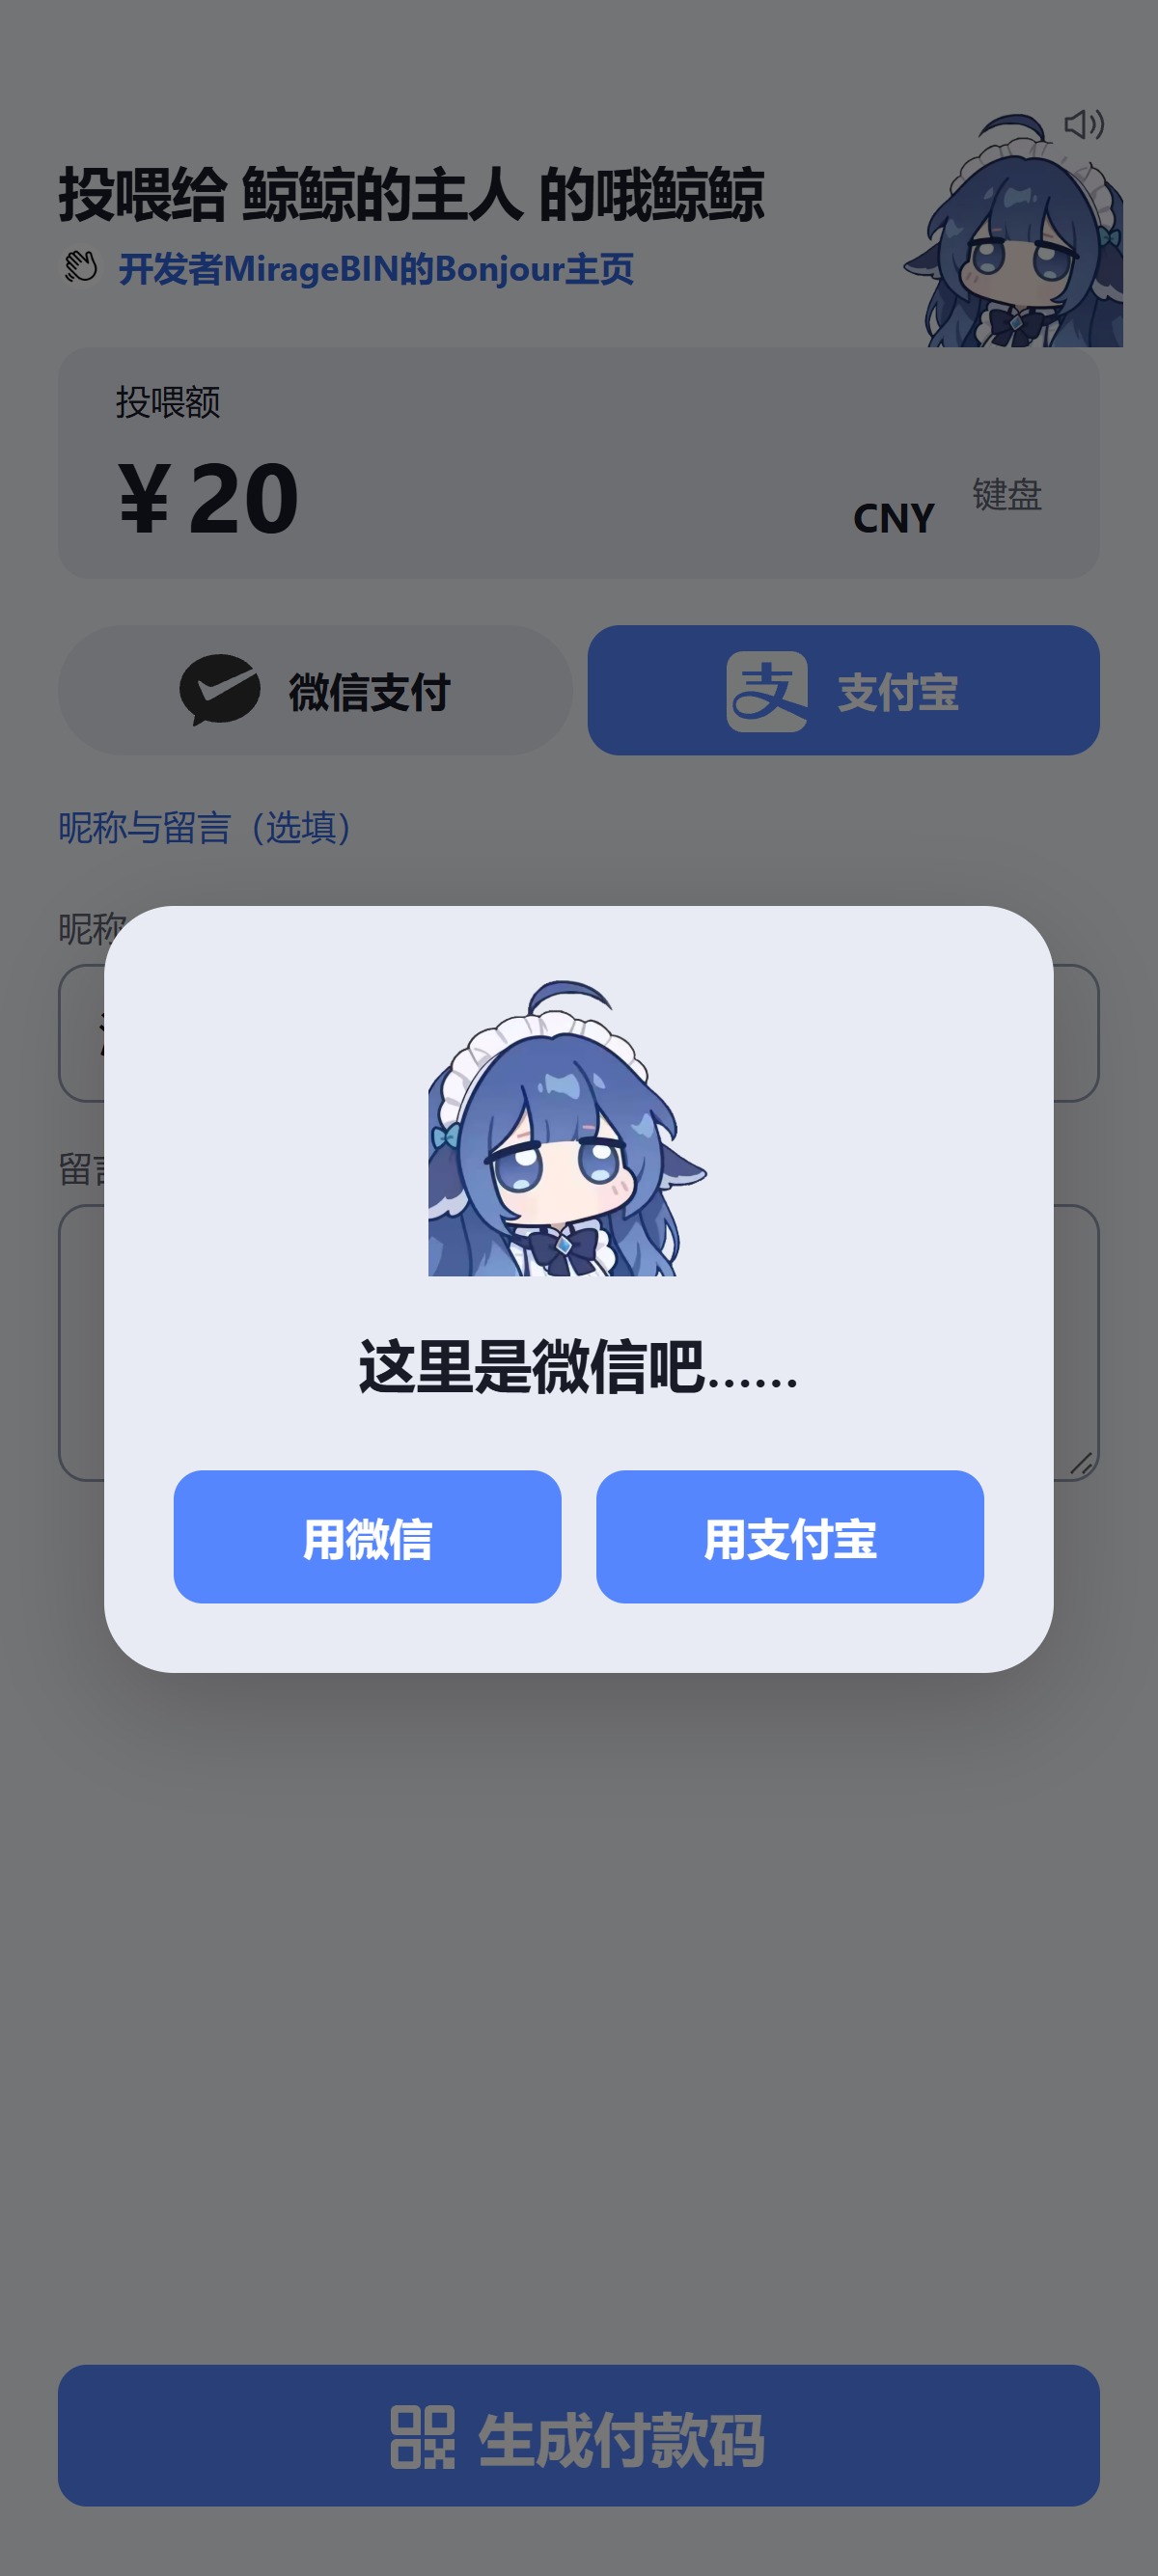 投喂给 鲸鲸的主人 的哦鲸鲸
开发者MirageBIN的Bonjour主页
投喂额
¥20
CNY 键盘
微信支付 支付宝
昵称与留言（选填）
昵称
这里是微信吧……
用微信 用支付宝
生成付款码